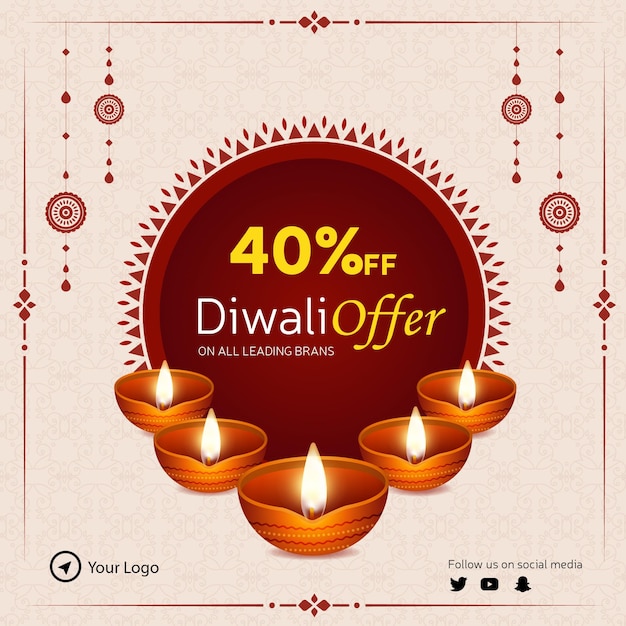 40%OFF
Diwali Offer
ON ALL LEADING BRANS
Your Logo
Follow us on social media